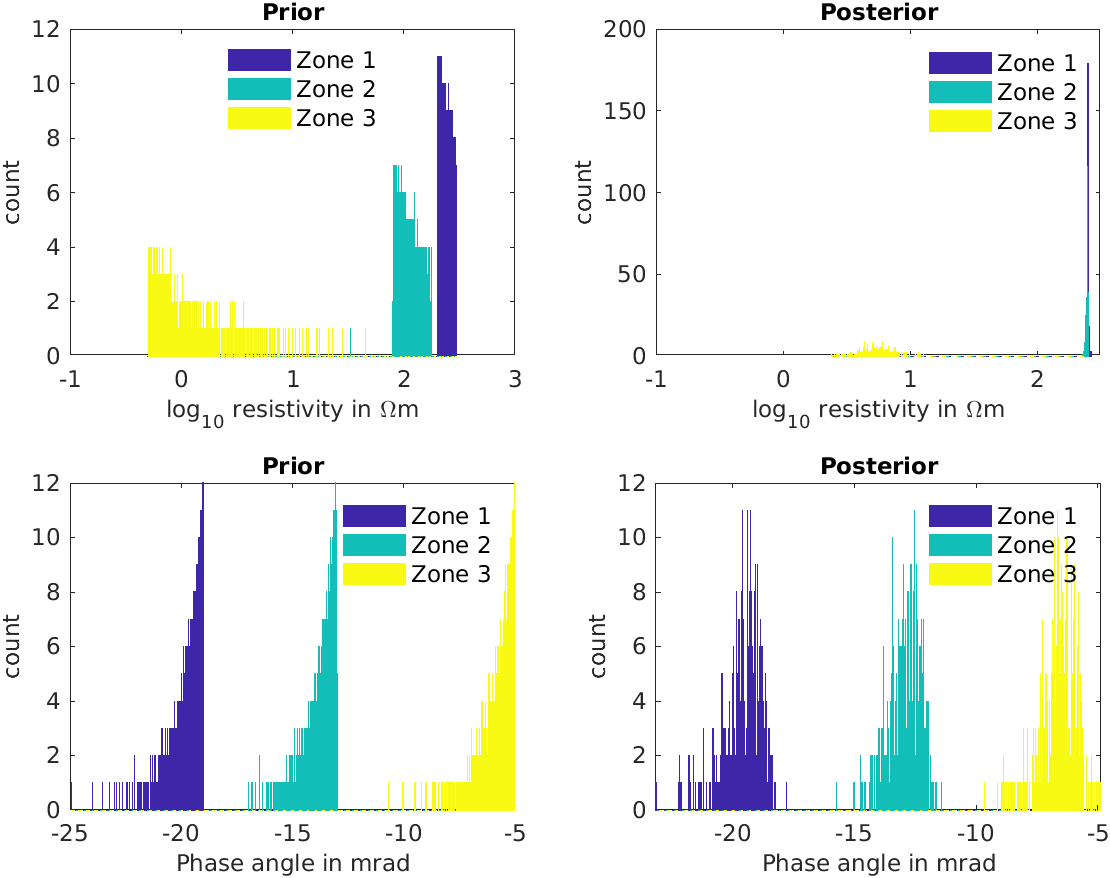 Prior
12
10
8
6
4
2
0
count
Zone 1
Zone 2
Zone 3
-1
0
1
2
3
log10 resistivity in Ωm
Posterior
200
150
100
50
0
count
Zone 1
Zone 2
Zone 3
-1
0
1
2
log10 resistivity in Ωm
Prior
12
10
8
6
4
2
0
count
Zone 1
Zone 2
Zone 3
-25
-20
-15
-10
-5
Phase angle in mrad
Posterior
12
10
8
6
4
2
0
count
Zone 1
Zone 2
Zone 3
-20
-15
-10
-5
Phase angle in mrad